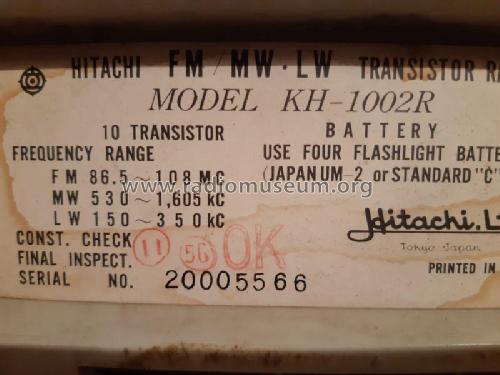 HITACHI FM/MW·LW TRANSISTOR
MODEL KH-1002R
10 TRANSISTOR
FREQUENCY RANGE
FM 86.5~108 MC
MW 530~1,605 KC
LW 150~350 KC
CONST. CHECK 11 56 OK
FINAL INSPECT.
SERIAL NO. 20005566
BATTERY
USE FOUR FLASHLIGHT
(JAPAN UM-2 or STANDARD "C"
Hitachi, L
Tokyo Japan
PRINTED IN
www.radiomuseum.org